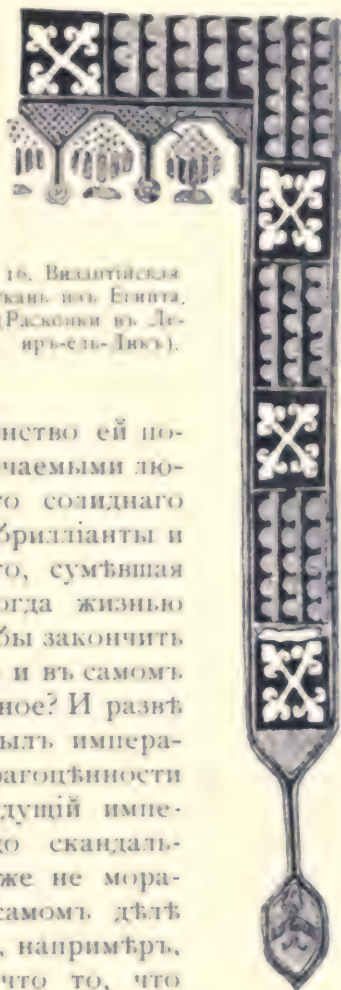 16. Византійская
ткань изъ Египта.
(Раскопки въ Де-
иръ-ель-Дикъ).
нство ей по-
чаемыми лю-
го солиднаго
брилліанты и
го, сумѣвшая
огда жизнью
бы закончить
и въ самомъ
ное? И развѣ
ылъ импера-
рагоцѣнности
дущій импе-
до скандаль-
же не мора-
самомъ дѣлѣ
, напримѣръ,
что то, что